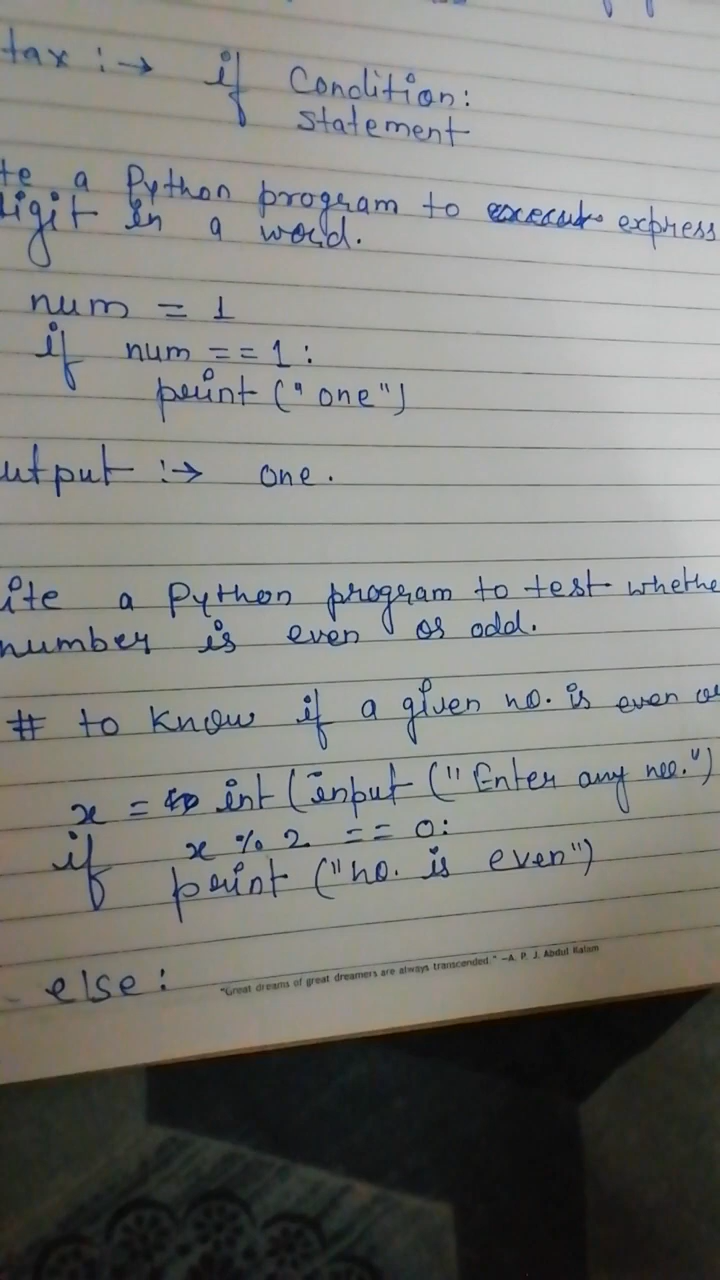 tax :→ if Condition:
statement
te a Python program to express
digit in a word.
num = 1
if num == 1:
print ("one")
utput :→ one.
ite a Python program to test whethe
number is even or odd.
# to know if a given no. is even or
x = int (input ("Enter any no.")
if x % 2 == 0:
print ("no. is even")
else:
"Great dreams of great dreamers are always transcended." –A. P. J. Abdul Kalam